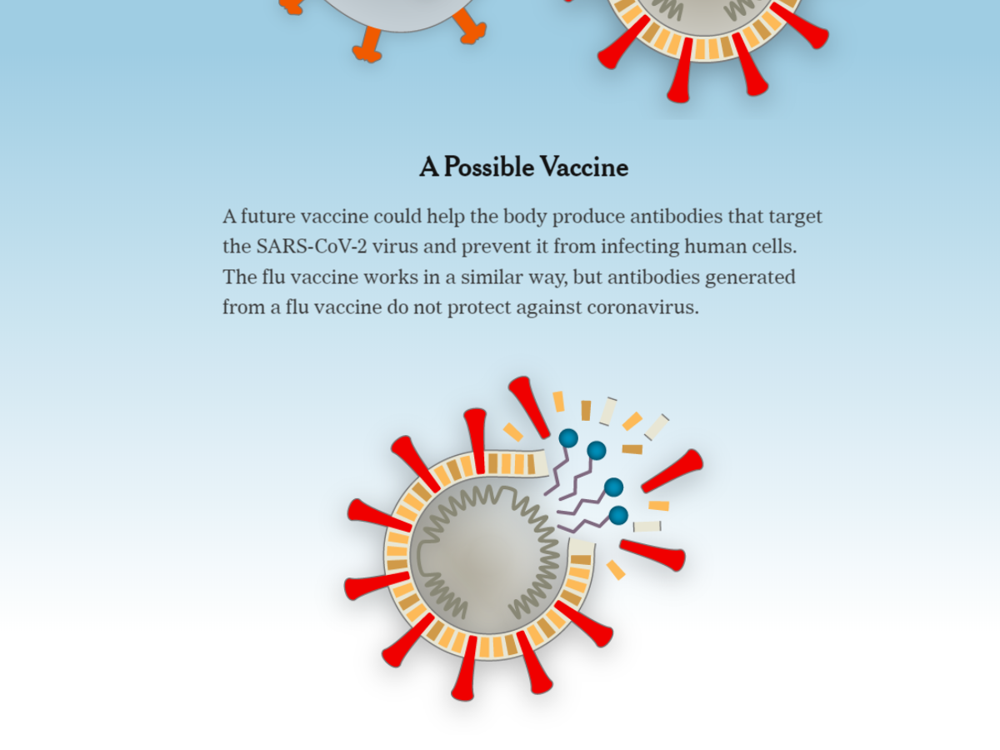 A Possible Vaccine
A future vaccine could help the body produce antibodies that target
the SARS-CoV-2 virus and prevent it from infecting human cells.
The flu vaccine works in a similar way, but antibodies generated
from a flu vaccine do not protect against coronavirus.